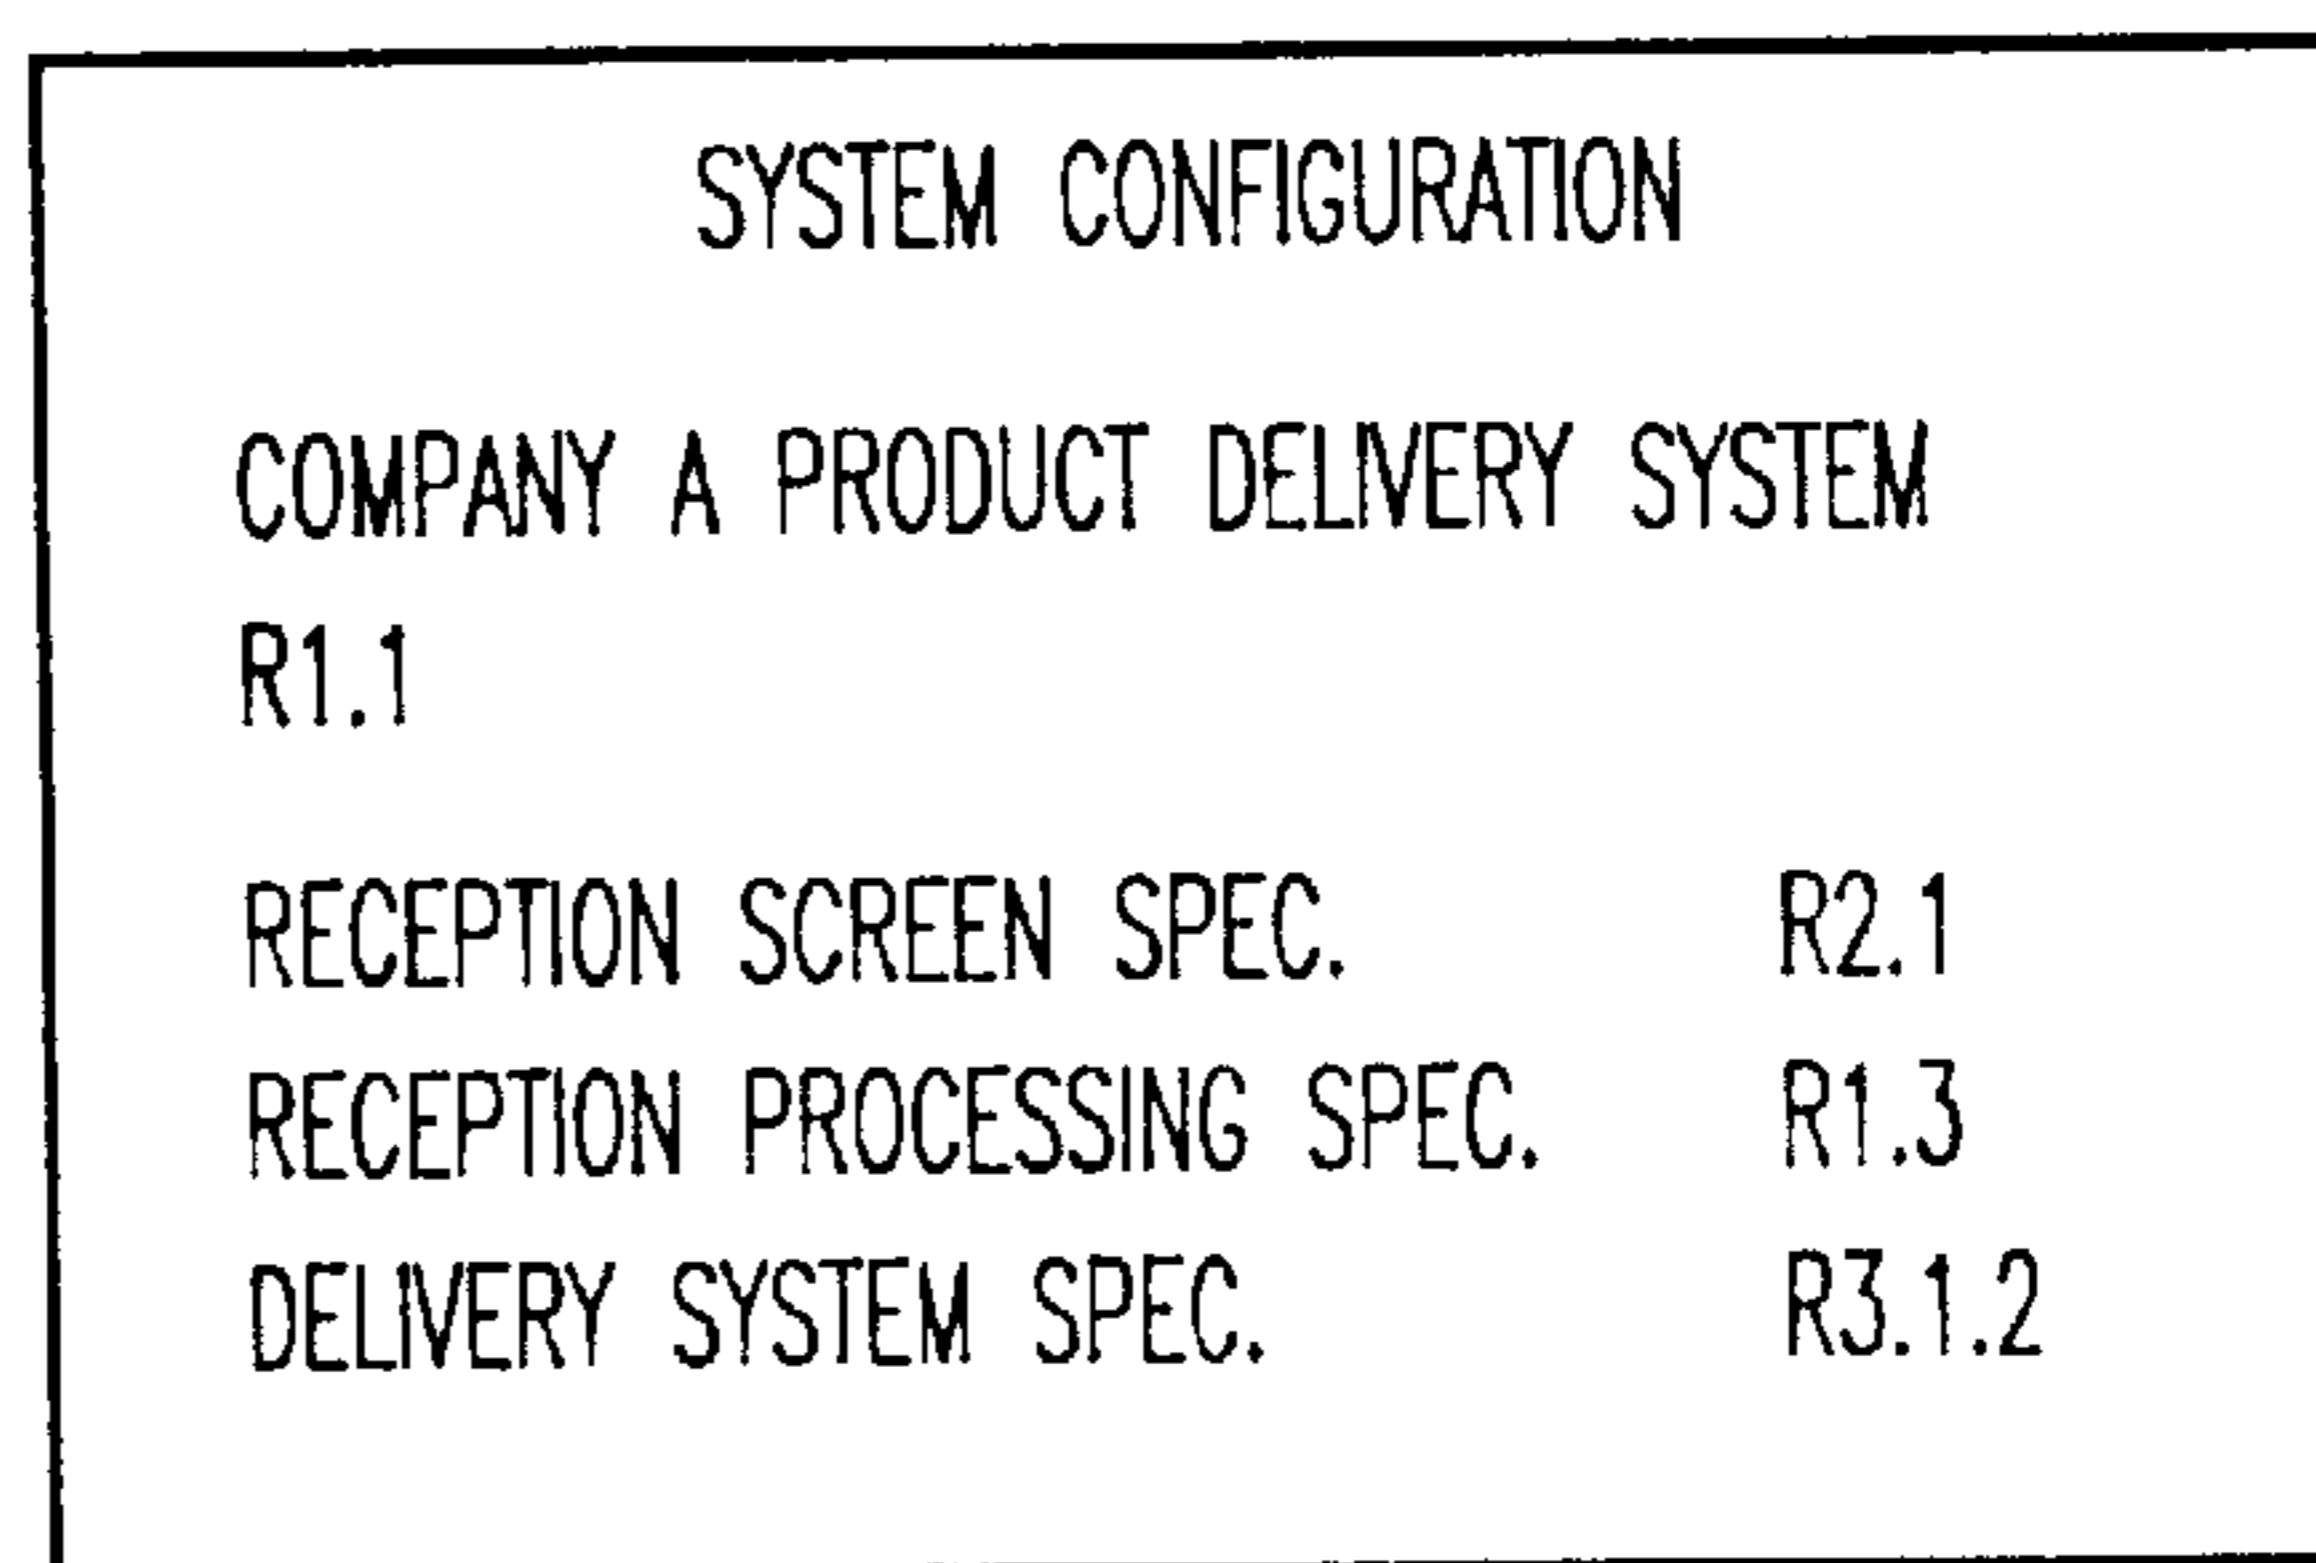 SYSTEM CONFIGURATION
COMPANY A PRODUCT DELIVERY SYSTEM
R1.1
RECEPTION SCREEN SPEC. R2.1
RECEPTION PROCESSING SPEC. R1.3
DELIVERY SYSTEM SPEC. R3.1.2